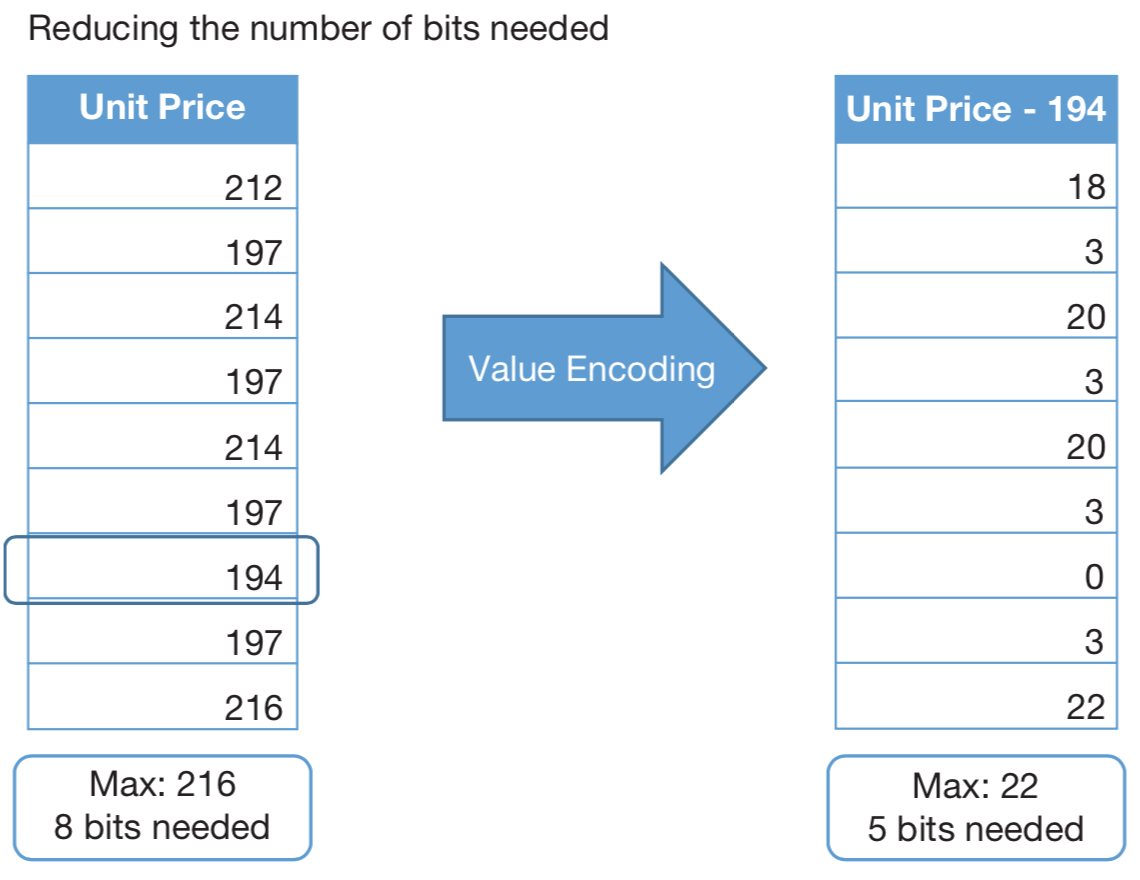 Reducing the number of bits needed
Unit Price
212
197
214
197
214
197
194
197
216
Max: 216
8 bits needed
Value Encoding
Unit Price - 194
18
3
20
3
20
3
0
3
22
Max: 22
5 bits needed